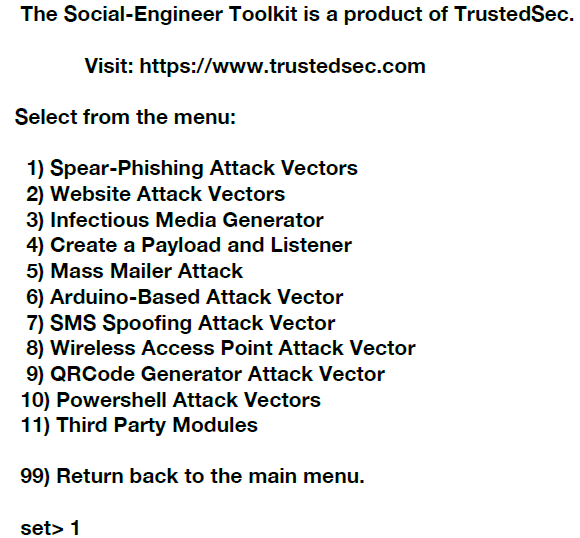 The Social-Engineer Toolkit is a product of TrustedSec.
Visit: https://www.trustedsec.com
Select from the menu:
1) Spear-Phishing Attack Vectors
2) Website Attack Vectors
3) Infectious Media Generator
4) Create a Payload and Listener
5) Mass Mailer Attack
6) Arduino-Based Attack Vector
7) SMS Spoofing Attack Vector
8) Wireless Access Point Attack Vector
9) QRCode Generator Attack Vector
10) Powershell Attack Vectors
11) Third Party Modules
99) Return back to the main menu.
set> 1